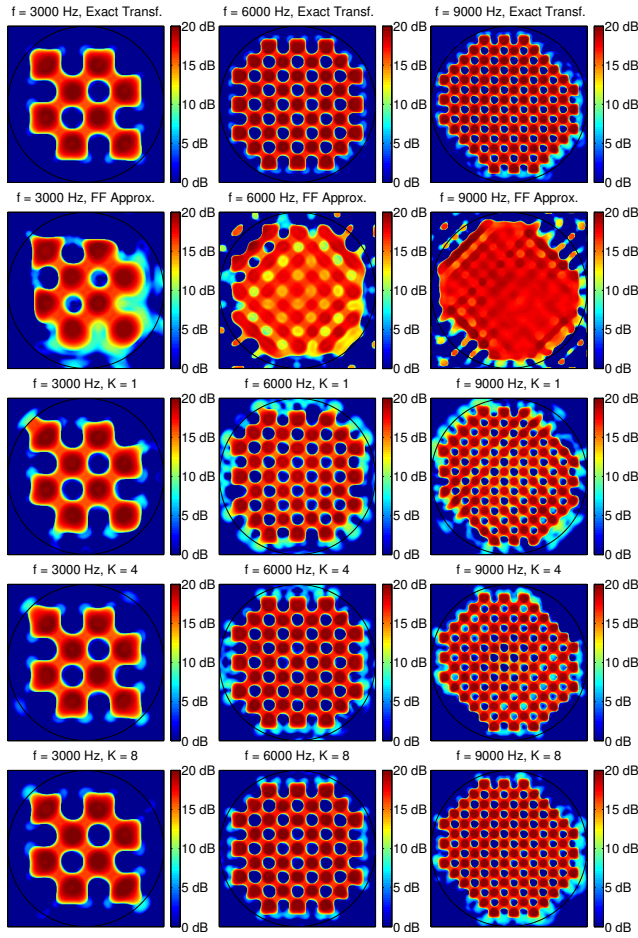 f = 3000 Hz, Exact Transf.
20 dB
15 dB
10 dB
5 dB
0 dB
f = 6000 Hz, Exact Transf.
20 dB
15 dB
10 dB
5 dB
0 dB
f = 9000 Hz, Exact Transf.
20 dB
15 dB
10 dB
5 dB
0 dB
f = 3000 Hz, FF Approx.
20 dB
15 dB
10 dB
5 dB
0 dB
f = 6000 Hz, FF Approx.
20 dB
15 dB
10 dB
5 dB
0 dB
f = 9000 Hz, FF Approx.
20 dB
15 dB
10 dB
5 dB
0 dB
f = 3000 Hz, K = 1
20 dB
15 dB
10 dB
5 dB
0 dB
f = 6000 Hz, K = 1
20 dB
15 dB
10 dB
5 dB
0 dB
f = 9000 Hz, K = 1
20 dB
15 dB
10 dB
5 dB
0 dB
f = 3000 Hz, K = 4
20 dB
15 dB
10 dB
5 dB
0 dB
f = 6000 Hz, K = 4
20 dB
15 dB
10 dB
5 dB
0 dB
f = 9000 Hz, K = 4
20 dB
15 dB
10 dB
5 dB
0 dB
f = 3000 Hz, K = 8
20 dB
15 dB
10 dB
5 dB
0 dB
f = 6000 Hz, K = 8
20 dB
15 dB
10 dB
5 dB
0 dB
f = 9000 Hz, K = 8
20 dB
15 dB
10 dB
5 dB
0 dB